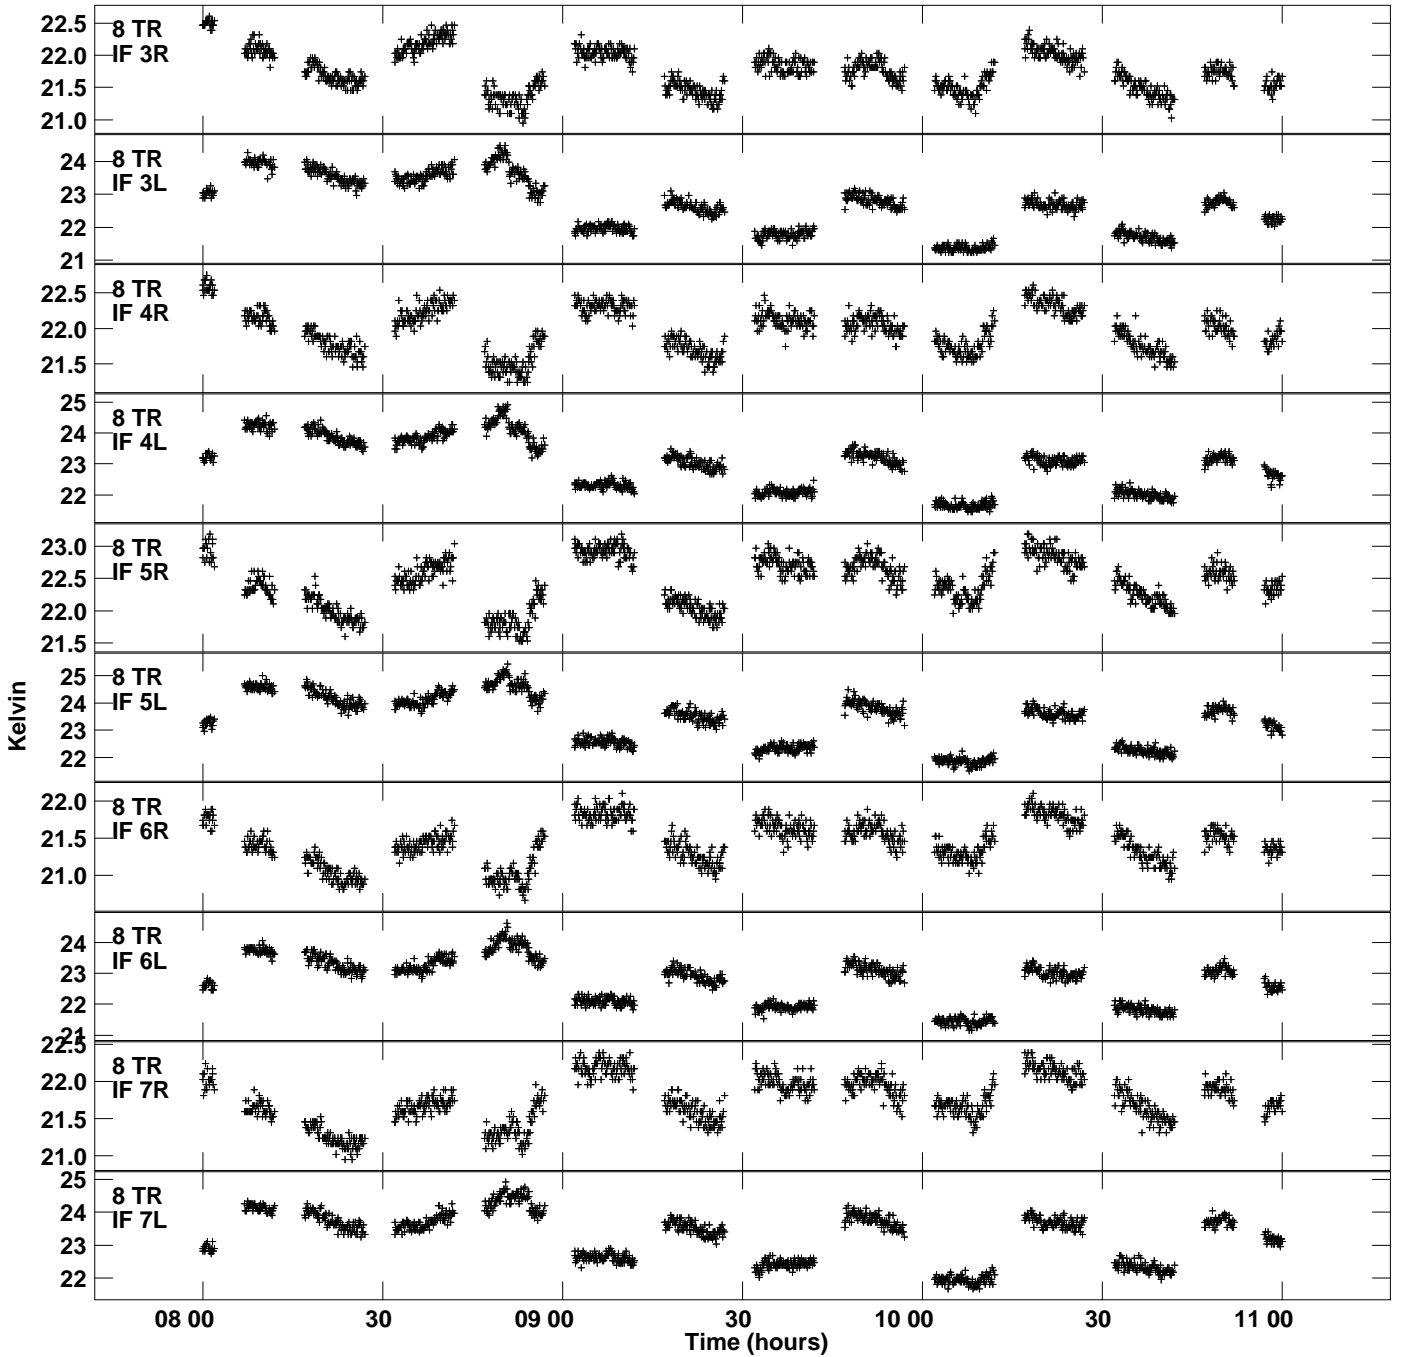 22.5
22.0
21.5
21.0
8 TR
IF 3R
24
23
22
21
8 TR
IF 3L
22.5
22.0
21.5
8 TR
IF 4R
25
24
23
22
8 TR
IF 4L
23.0
22.5
22.0
21.5
8 TR
IF 5R
25
24
23
22
8 TR
IF 5L
22.0
21.5
21.0
8 TR
IF 6R
24
23
22
21
8 TR
IF 6L
22.5
22.0
21.5
21.0
8 TR
IF 7R
25
24
23
22
8 TR
IF 7L
Kelvin
08 00
30
09 00
30
10 00
30
11 00
Time (hours)